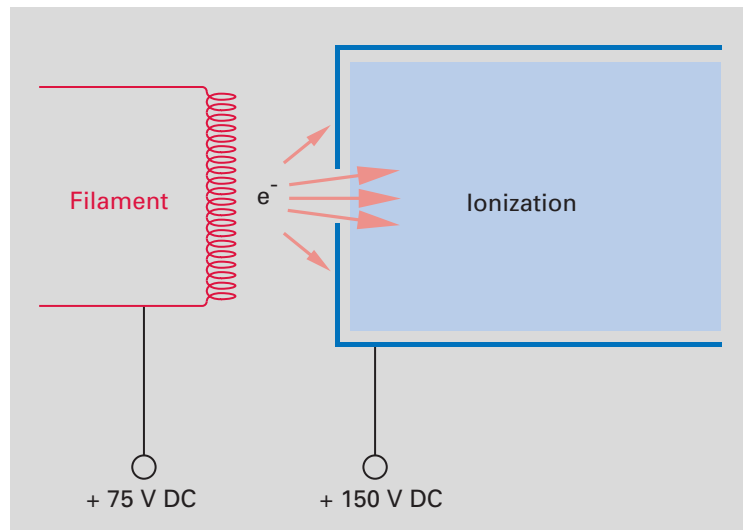 Filament
e-
Ionization
+ 75 V DC
+ 150 V DC